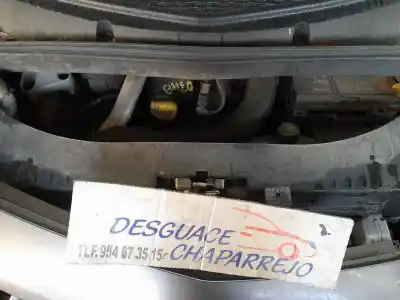 DESGUACE
TLF. 954 67 35 15- CHAPARREJO